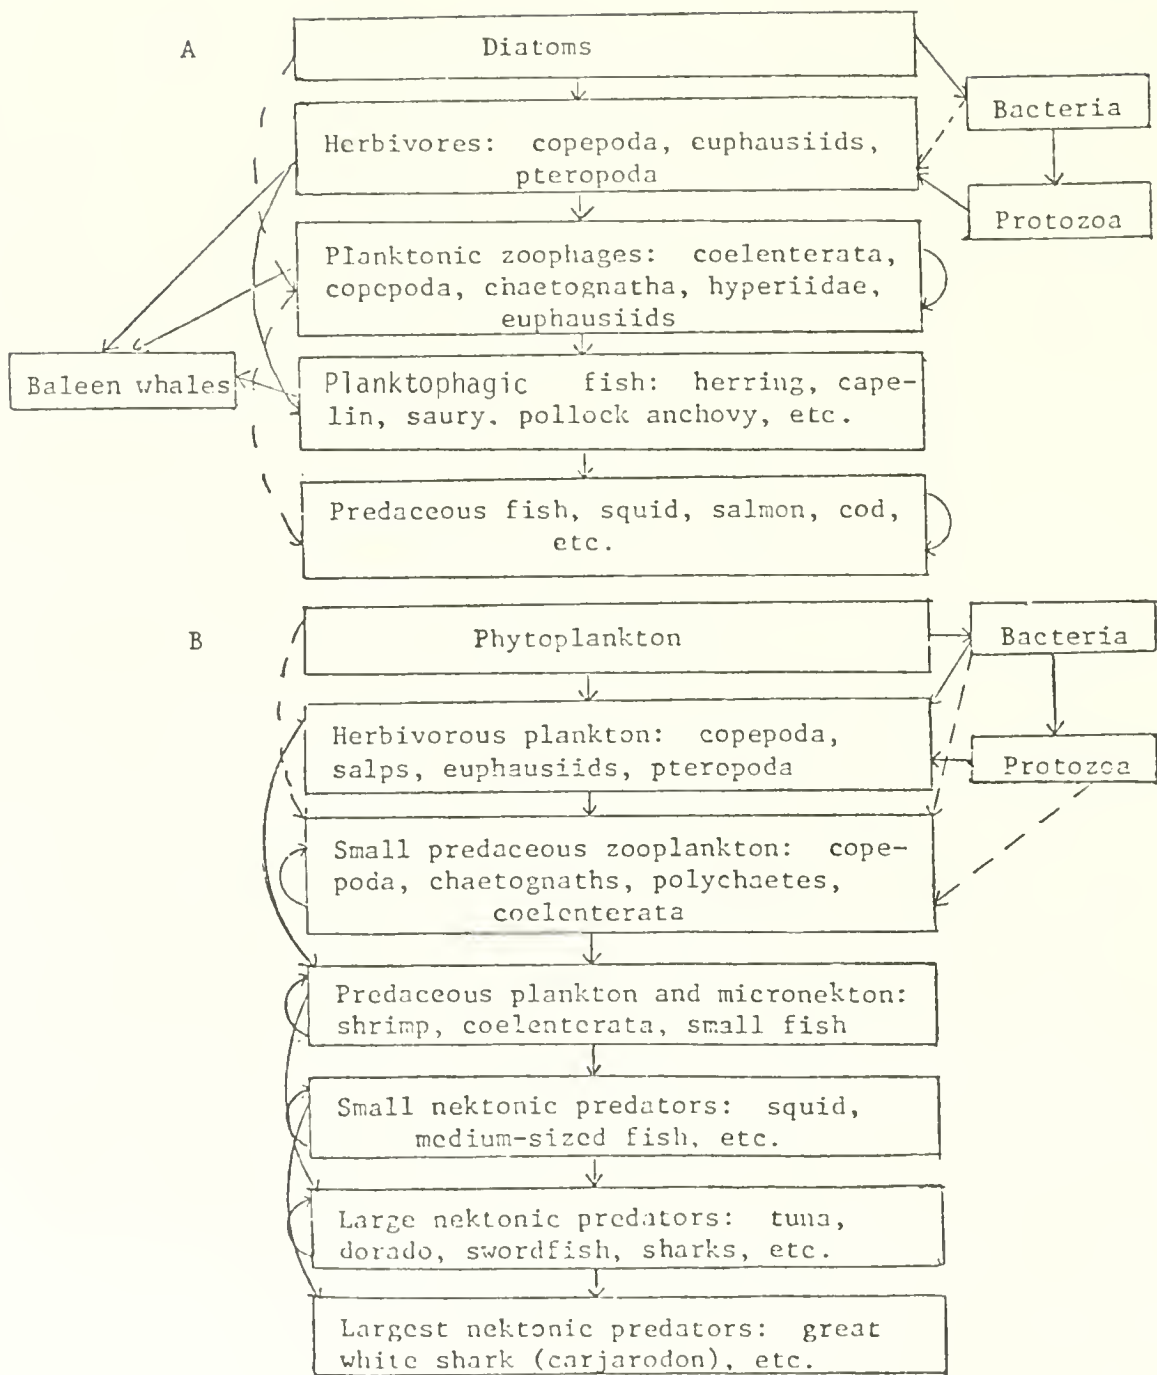 A
Diatoms
Bacteria
Herbivores: copepoda, euphausiids,
pteropoda
Protozoa
Planktonic zoophages: coelenterata,
copepoda, chaetognatha, hyperiidae,
euphausiids
Baleen whales
Planktophagic fish: herring, cape-
lin, saury, pollock anchovy, etc.
Predaceous fish, squid, salmon, cod,
etc.
B
Phytoplankton
Bacteria
Herbivorous plankton: copepoda,
salps, euphausiids, pteropoda
Protozoa
Small predaceous zooplankton: cope-
poda, chaetognaths, polychaetes,
coelenterata
Predaceous plankton and micronekton:
shrimp, coelenterata, small fish
Small nektonic predators: squid,
medium-sized fish, etc.
Large nektonic predators: tuna,
dorado, swordfish, sharks, etc.
Largest nektonic predators: great
white shark (carjarodon), etc.